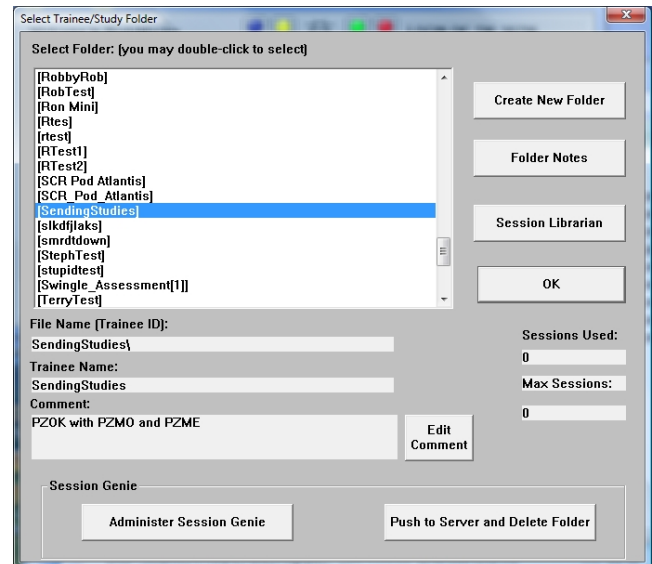 Select Trainee/Study Folder
Select Folder: (you may double-click to select)
[RobbyRob]
[RobTest]
[Ron Mini]
[Rtes]
[rtest]
[RTest1]
[RTest2]
[SCR Pod Atlantis]
[SCR_Pod_Atlantis]
[SendingStudies]
[slkdfjlaks]
[smrdtdown]
[StephTest]
[stupidtest]
[Swingle_Assessment[1]]
[TerryTest]
Create New Folder
Folder Notes
Session Librarian
OK
File Name (Trainee ID):
SendingStudies\
Trainee Name:
SendingStudies
Comment:
PZOK with PZMO and PZME
Edit
Comment
Sessions Used:
0
Max Sessions:
0
Session Genie
Administer Session Genie
Push to Server and Delete Folder